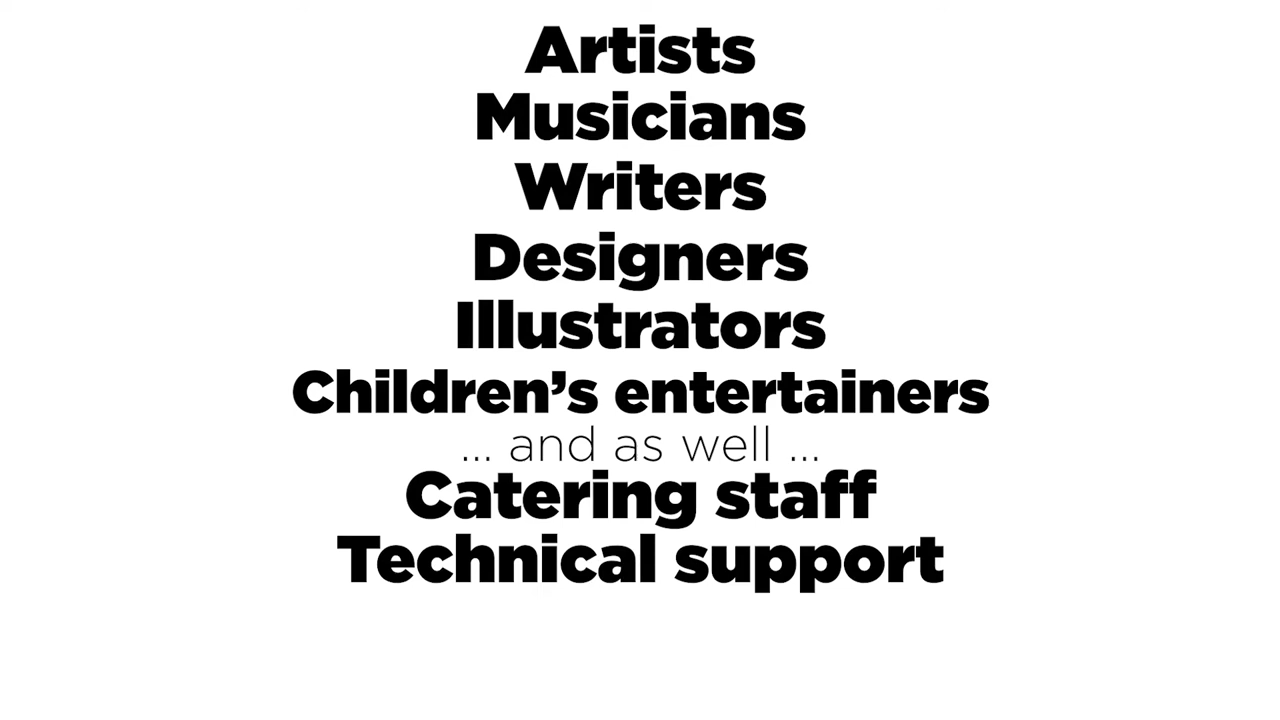 Artists
Musicians
Writers
Designers
Illustrators
Children’s entertainers
... and as well ...
Catering staff
Technical support